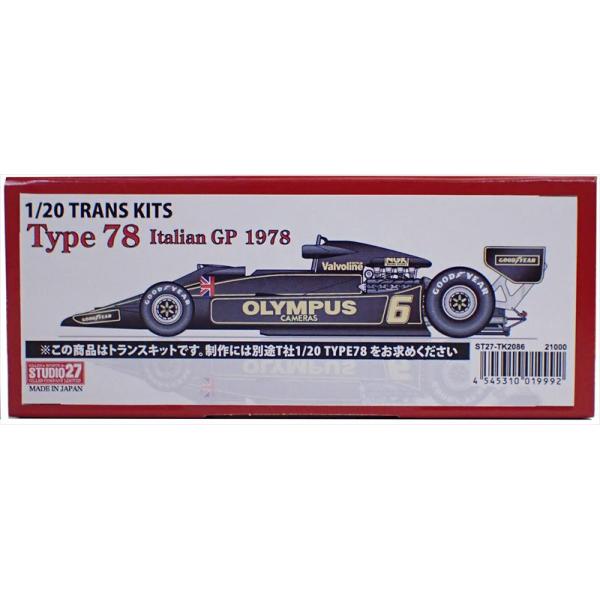 1/20 TRANS KITS
Type 78 Italian GP 1978
Valvoline
NGK
GOODYEAR
GOODYEAR
GOODYEAR
OLYMPUS
CAMERAS
6
※この商品はトランスキットです。制作には別途T社1/20 TYPE78 をお求めください
STUDIO27
MADE IN JAPAN
ST27-TK2086 21000
4 545310 019992